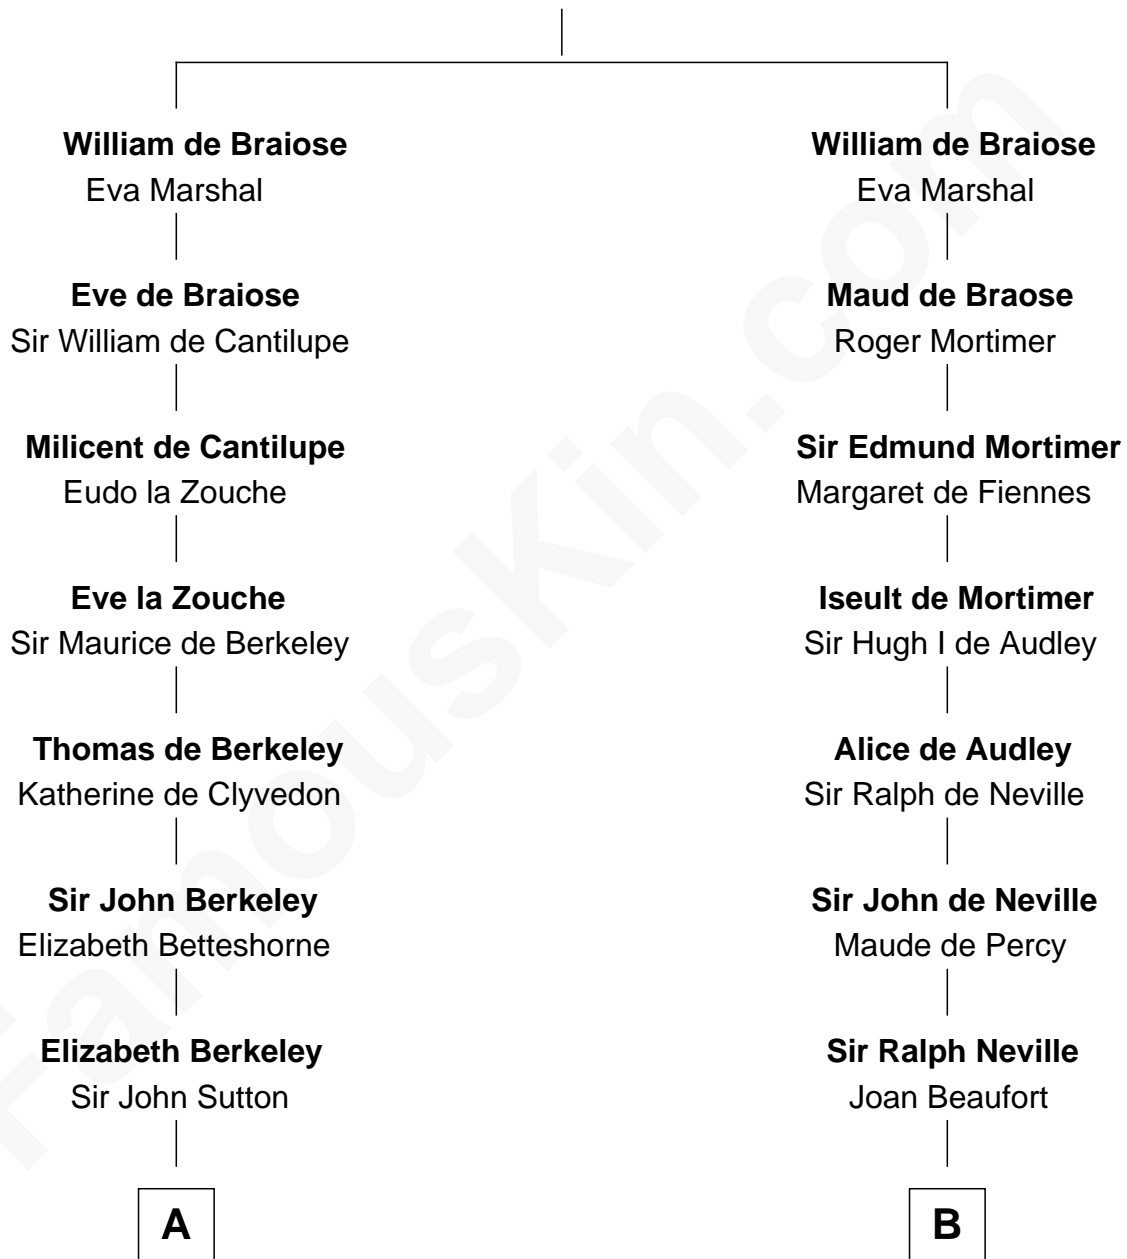 William de Braiose
Eva Marshal
Eve de Braiose
Sir William de Cantilupe
Milicent de Cantilupe
Eudo la Zouche
Eve la Zouche
Sir Maurice de Berkeley
Thomas de Berkeley
Katherine de Clyvedon
Sir John Berkeley
Elizabeth Betteshorne
Elizabeth Berkeley
Sir John Sutton
A
William de Braiose
Eva Marshal
Maud de Braose
Roger Mortimer
Sir Edmund Mortimer
Margaret de Fiennes
Iseult de Mortimer
Sir Hugh I de Audley
Alice de Audley
Sir Ralph de Neville
Sir John de Neville
Maude de Percy
Sir Ralph Neville
Joan Beaufort
B
FamousKin.com